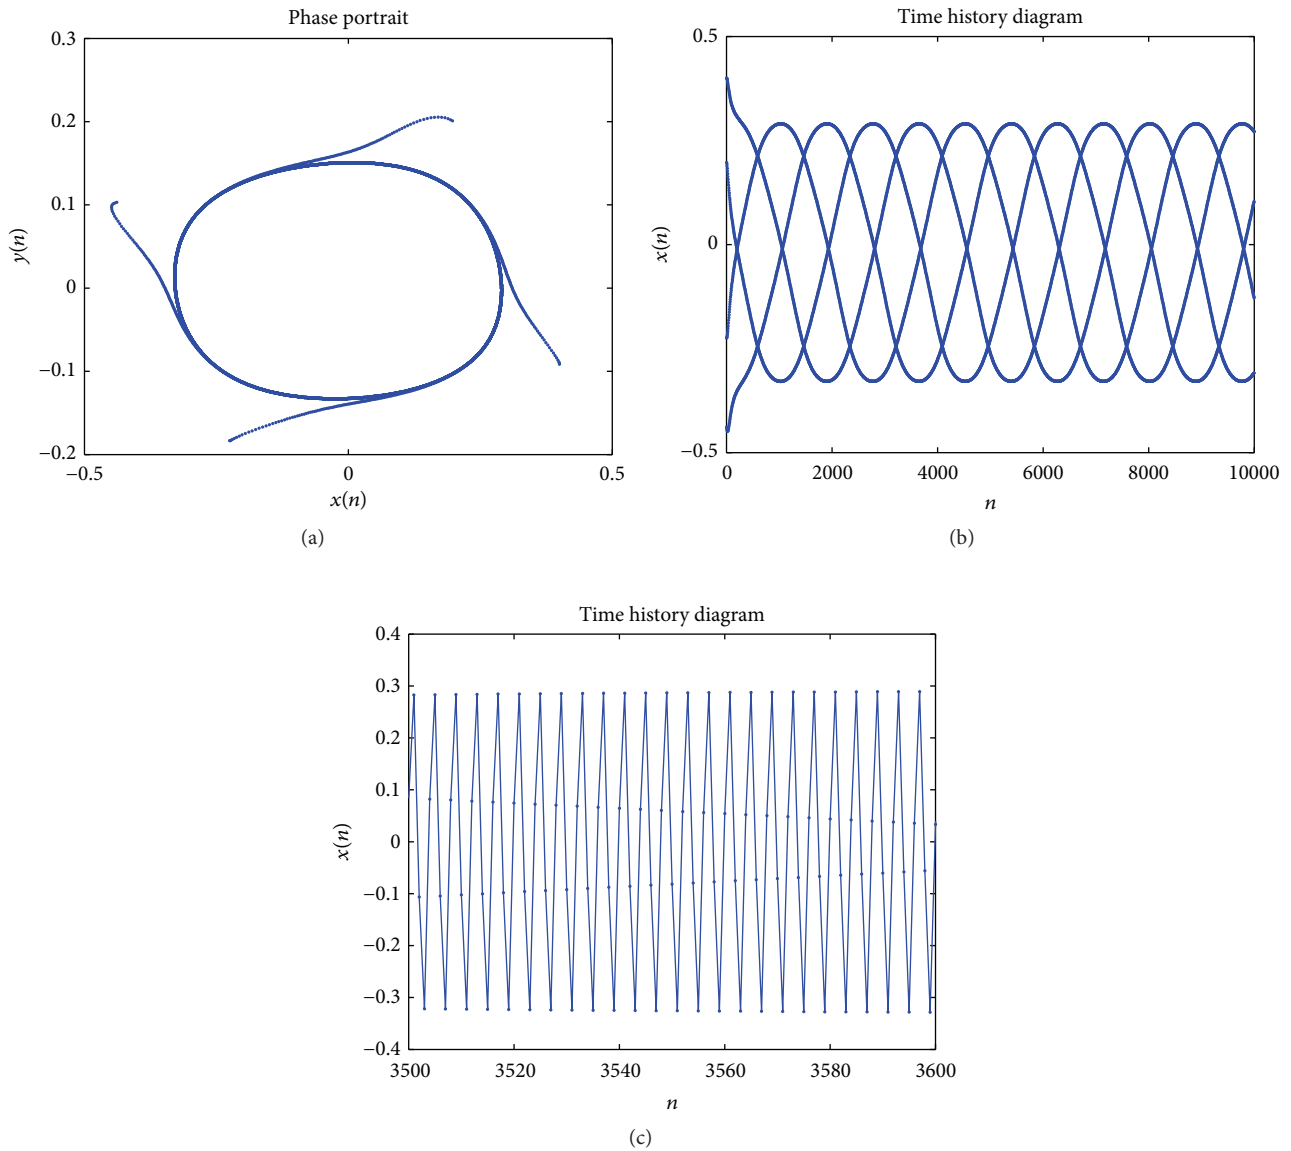 Phase portrait
0.3
0.2
0.1
0
−0.1
−0.2
−0.5
0
0.5
y(n)
x(n)
(a)
Time history diagram
0.5
0
−0.5
0
2000
4000
6000
8000
10000
x(n)
n
(b)
Time history diagram
0.4
0.3
0.2
0.1
0
−0.1
−0.2
−0.3
−0.4
3500
3520
3540
3560
3580
3600
x(n)
n
(c)